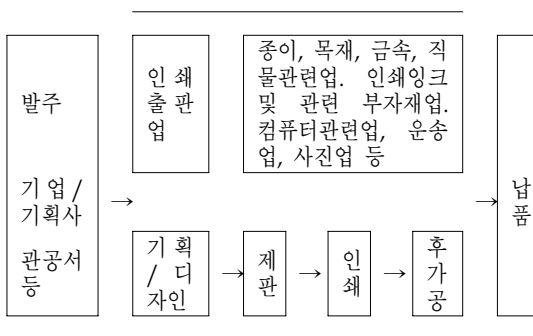 발주
기 업 /
기획사
관공서
등
→
인 쇄
출 판
업
종이, 목재, 금속, 직
물관련업. 인쇄잉크
및 관련 부자재업.
컴퓨터관련업, 운송
업, 사진업 등
기 획
/ 디
자인
→
제
판
→
인
쇄
→
후
가
공
→
납
품